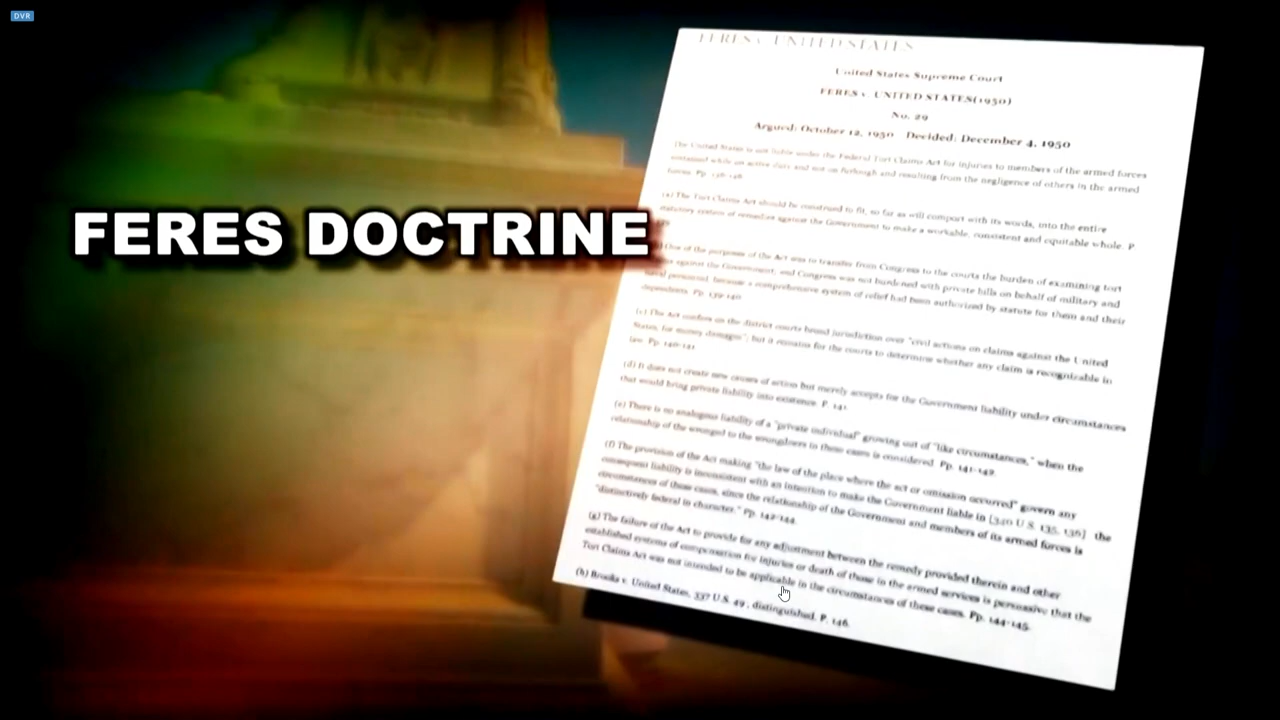 DVR
FERES DOCTRINE
FERES v. UNITED STATES
United States Supreme Court
FERES v. UNITED STATES(1950)
No. 29
Argued: October 12, 1950 Decided: December 4, 1950
The United States is not liable under the Federal Tort Claims Act for injuries to members of the armed forces
sustained while on active duty and not on furlough and resulting from the negligence of others in the armed
forces. Pp. 136-146.
(a) The Tort Claims Act should be construed to fit, so far as will comport with its words, into the entire
statutory system of remedies against the Government to make a workable, consistent and equitable whole. P
One of the purposes of the Act was to transfer from Congress to the courts the burden of examining tort
against the Government; and Congress was not burdened with private bills on behalf of military and
naval personnel, because a comprehensive system of relief had been authorized by statute for them and their
dependents. Pp. 139-140.
(c) The Act confers on the district courts broad jurisdiction over "civil actions on claims against the United
States, for money damages"; but it remains for the courts to determine whether any claim is recognizable in
law. Pp. 140-141.
(d) It does not create new causes of action but merely accepts for the Government liability under circumstances
that would bring private liability into existence. P. 141.
(e) There is no analogous liability of a "private individual" growing out of "like circumstances," when the
relationship of the wronged to the wrongdoers in these cases is considered. Pp. 141-142.
(f) The provision of the Act making "the law of the place where the act or omission occurred" govern any
consequent liability is inconsistent with an intention to make the Government liable in [340 U.S. 135, 136] the
circumstances of these cases, since the relationship of the Government and members of its armed forces is
"distinctively federal in character." Pp. 142-144.
(g) The failure of the Act to provide for any adjustment between the remedy provided therein and other
established systems of compensation for injuries or death of those in the armed services is persuasive that the
Tort Claims Act was not intended to be applicable in the circumstances of these cases. Pp. 144-145.
(h) Brooks v. United States, 337 U.S. 49, distinguished. P. 146.